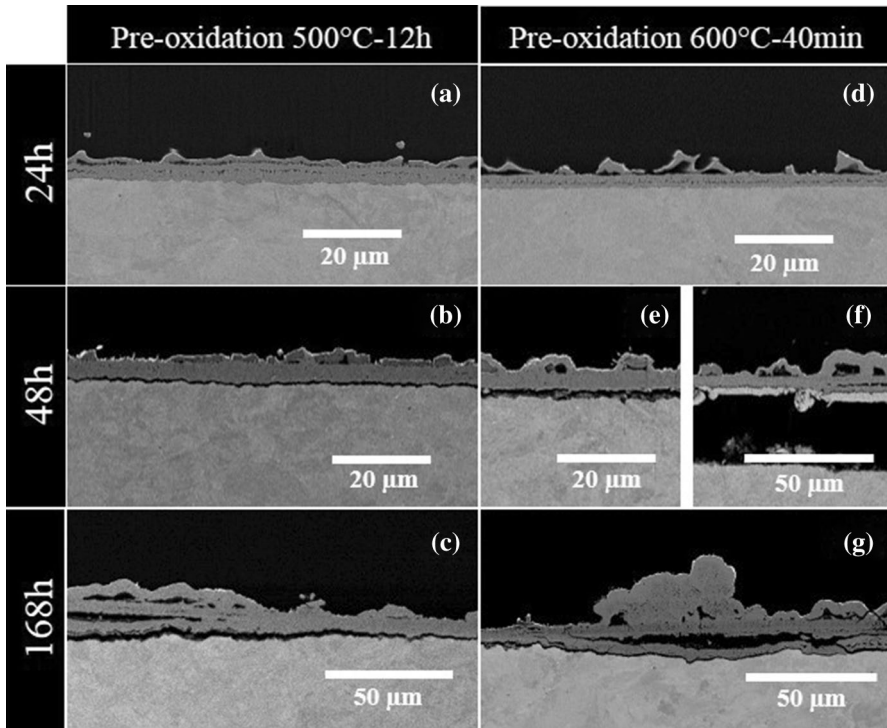 Pre-oxidation 500°C-12h
Pre-oxidation 600°C-40min
24h
(a)
20 µm
(d)
20 µm
48h
(b)
20 µm
(e)
20 µm
(f)
50 µm
168h
(c)
50 µm
(g)
50 µm